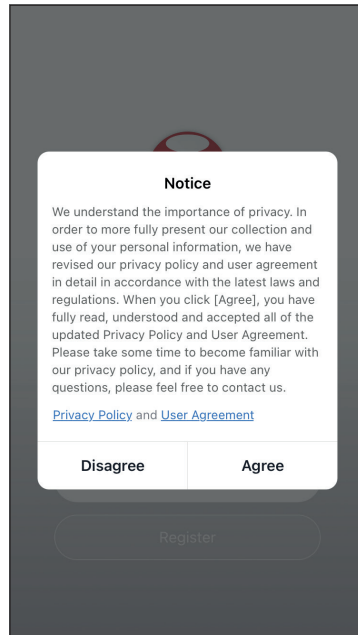 Notice
We understand the importance of privacy. In
order to more fully present our collection and
use of your personal information, we have
revised our privacy policy and user agreement
in detail in accordance with the latest laws and
regulations. When you click [Agree], you have
fully read, understood and accepted all of the
updated Privacy Policy and User Agreement.
Please take some time to become familiar with
our privacy policy, and if you have any
questions, please feel free to contact us.
Privacy Policy and User Agreement
Disagree Agree
Register